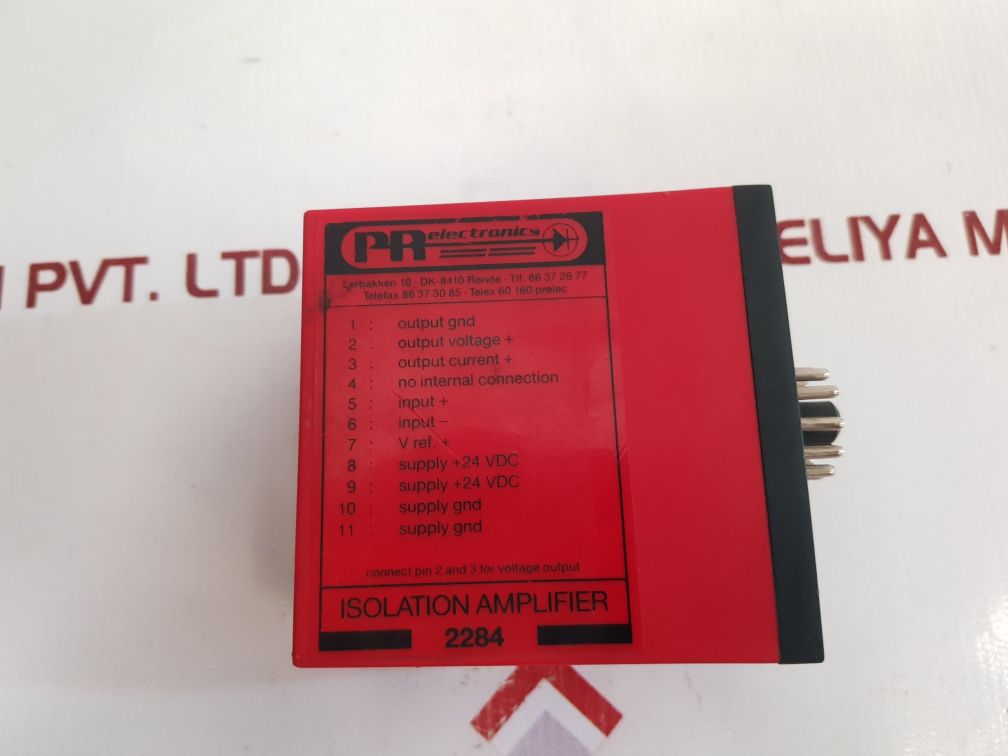 PR electronics
Lerbakken 10 · DK-8410 Rønde · Tlf. 86 37 26 77
Telefax 86 37 30 85 · Telex 60 160 prelec
1 : output gnd
2 : output voltage +
3 : output current +
4 : no internal connection
5 : input +
6 : input –
7 : V ref. +
8 : supply +24 VDC
9 : supply +24 VDC
10 : supply gnd
11 : supply gnd
connect pin 2 and 3 for voltage output
ISOLATION AMPLIFIER
2284
PVT. LTD
ELIYA M